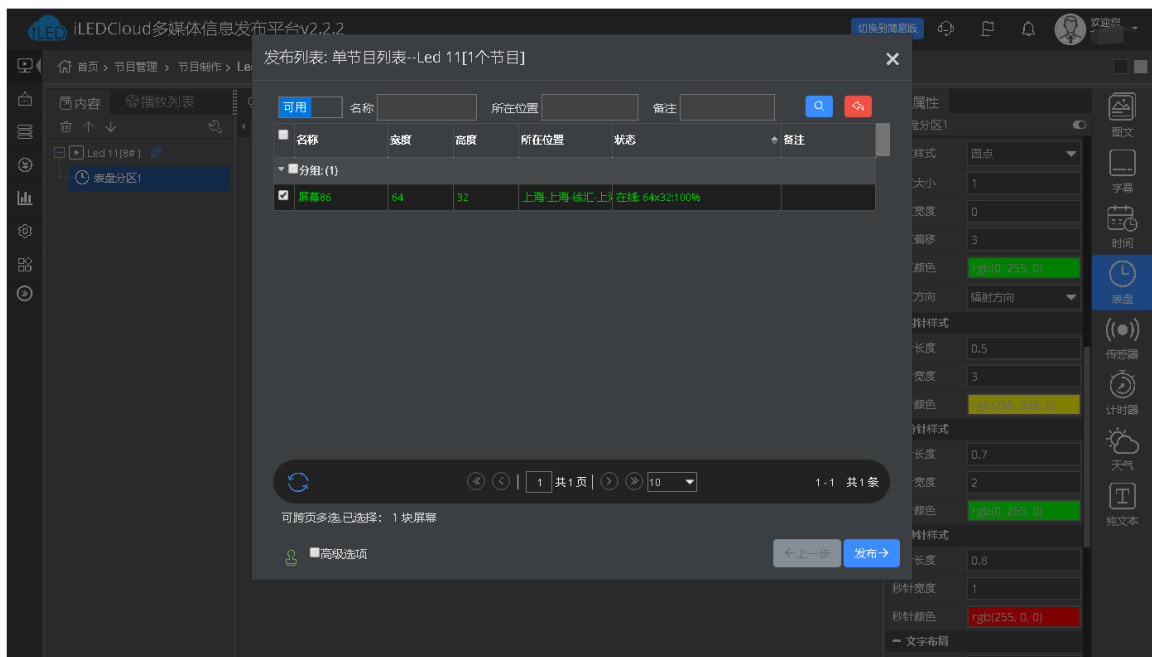 iLED iLEDCloud多媒体信息发布平台v2.2.2 切换到简易版 欢迎您
首页 > 节目管理 > 节目制作 > Le
发布列表: 单节目列表--Led 11[1个节目]
内容 播放列表
属性
可用 名称 所在位置 备注
盘分区1
图文
名称 宽度 高度 所在位置 状态 备注
Led 11(8#)
样式 圆点
分组: (1)
表盘分区1
大小 1
字幕
屏幕86 64 32 上海-上海-徐汇-上海 在线: 64x32:100%
宽度 0
偏移 3
时间
颜色 rgb(0, 255, 0)
方向 辐射方向
表盘
时针样式
长度 0.5
传感器
宽度 3
颜色 rgb(255, 255, 0)
计时器
分针样式
长度 0.7
天气
1 共1页 10 1-1 共1条
宽度 2
颜色 rgb(0, 255, 0)
可跨页多选,已选择: 1 块屏幕
纯文本
秒针样式
高级选项 ←上一步 发布→
长度 0.8
秒针宽度 1
秒针颜色 rgb(255, 0, 0)
文字布局